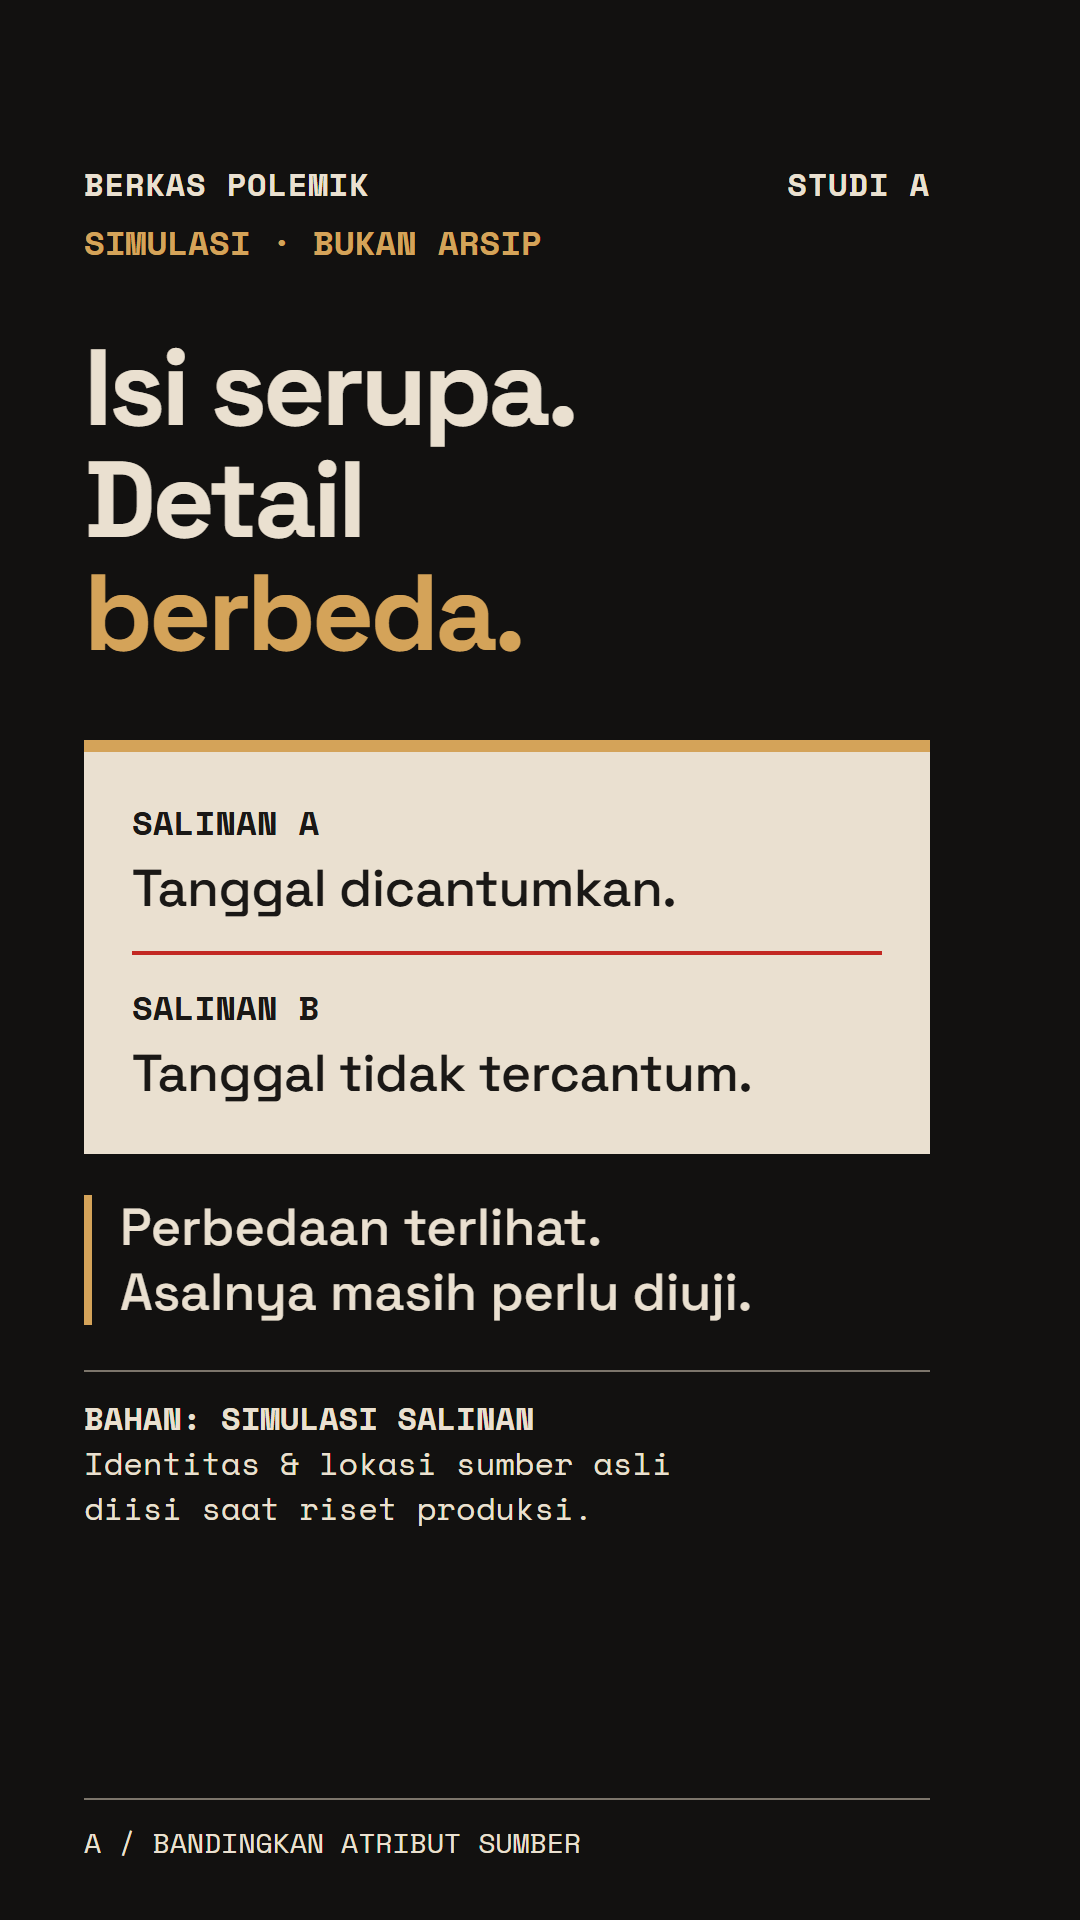 BERKAS POLEMIK
STUDI A
SIMULASI · BUKAN ARSIP
Isi serupa.
Detail
berbeda.
SALINAN A
Tanggal dicantumkan.
SALINAN B
Tanggal tidak tercantum.
Perbedaan terlihat.
Asalnya masih perlu diuji.
BAHAN: SIMULASI SALINAN
Identitas & lokasi sumber asli
diisi saat riset produksi.
A / BANDINGKAN ATRIBUT SUMBER